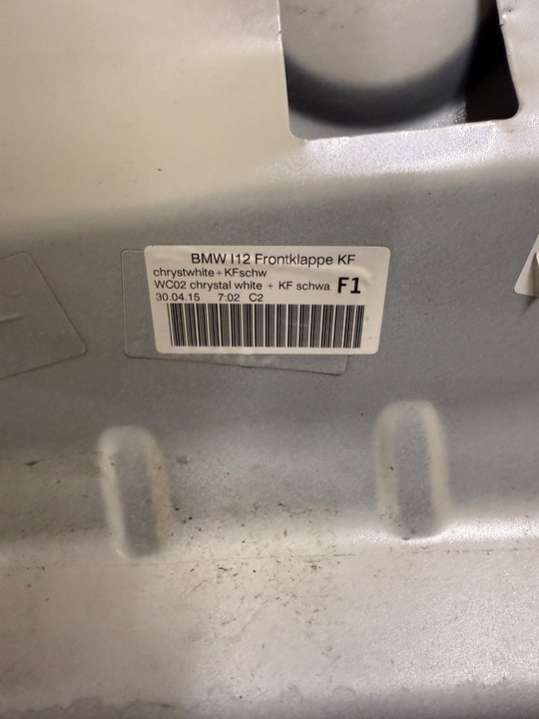 BMW I12 Frontklappe KF
chrystwhite+KFschw
WC02 chrystal white + KF schwa F1
30.04.15 7:02 C2